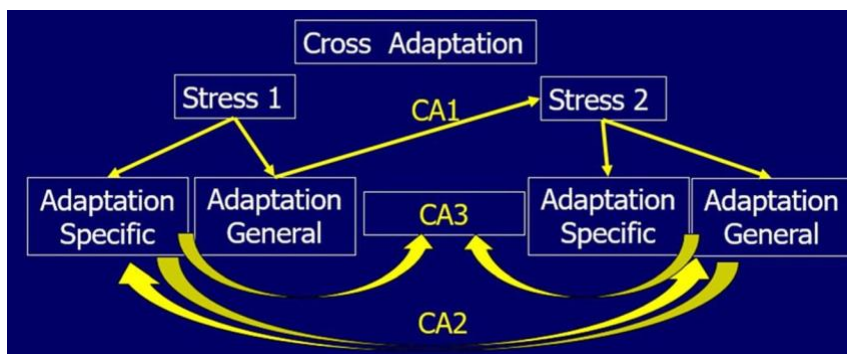 Cross Adaptation
Stress 1
CA1
Stress 2
Adaptation
Specific
Adaptation
General
CA3
Adaptation
Specific
Adaptation
General
CA2